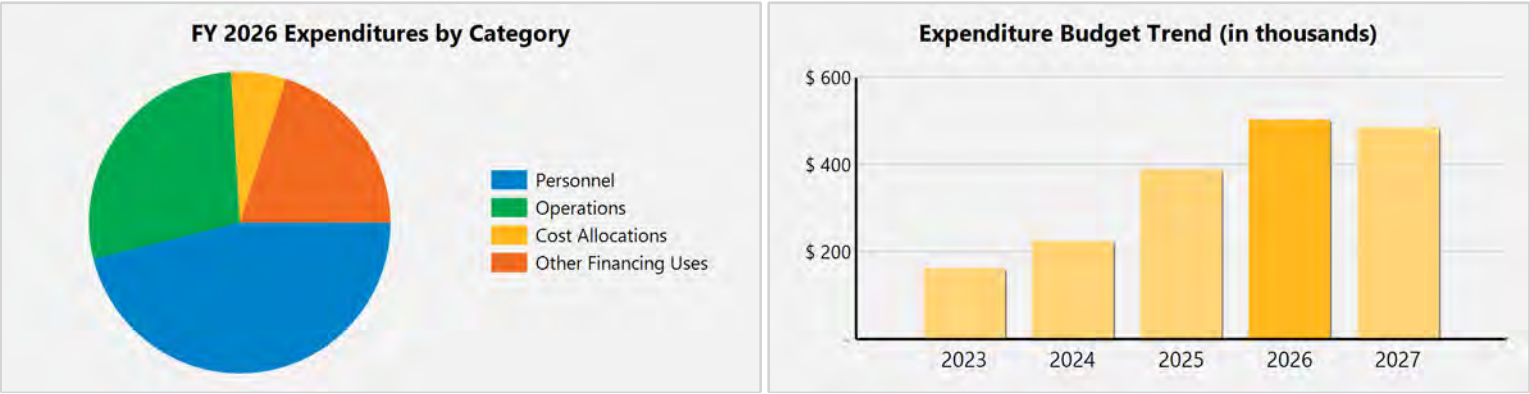 FY 2026 Expenditures by Category
Personnel
Operations
Cost Allocations
Other Financing Uses
Expenditure Budget Trend (in thousands)
$ 600
$ 400
$ 200
-
2023 2024 2025 2026 2027